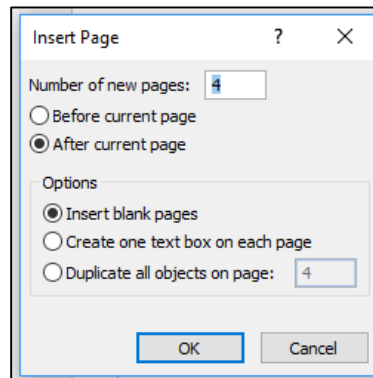 Insert Page ? X
Number of new pages: 4
Before current page
After current page
Options
Insert blank pages
Create one text box on each page
Duplicate all objects on page: 4
OK Cancel